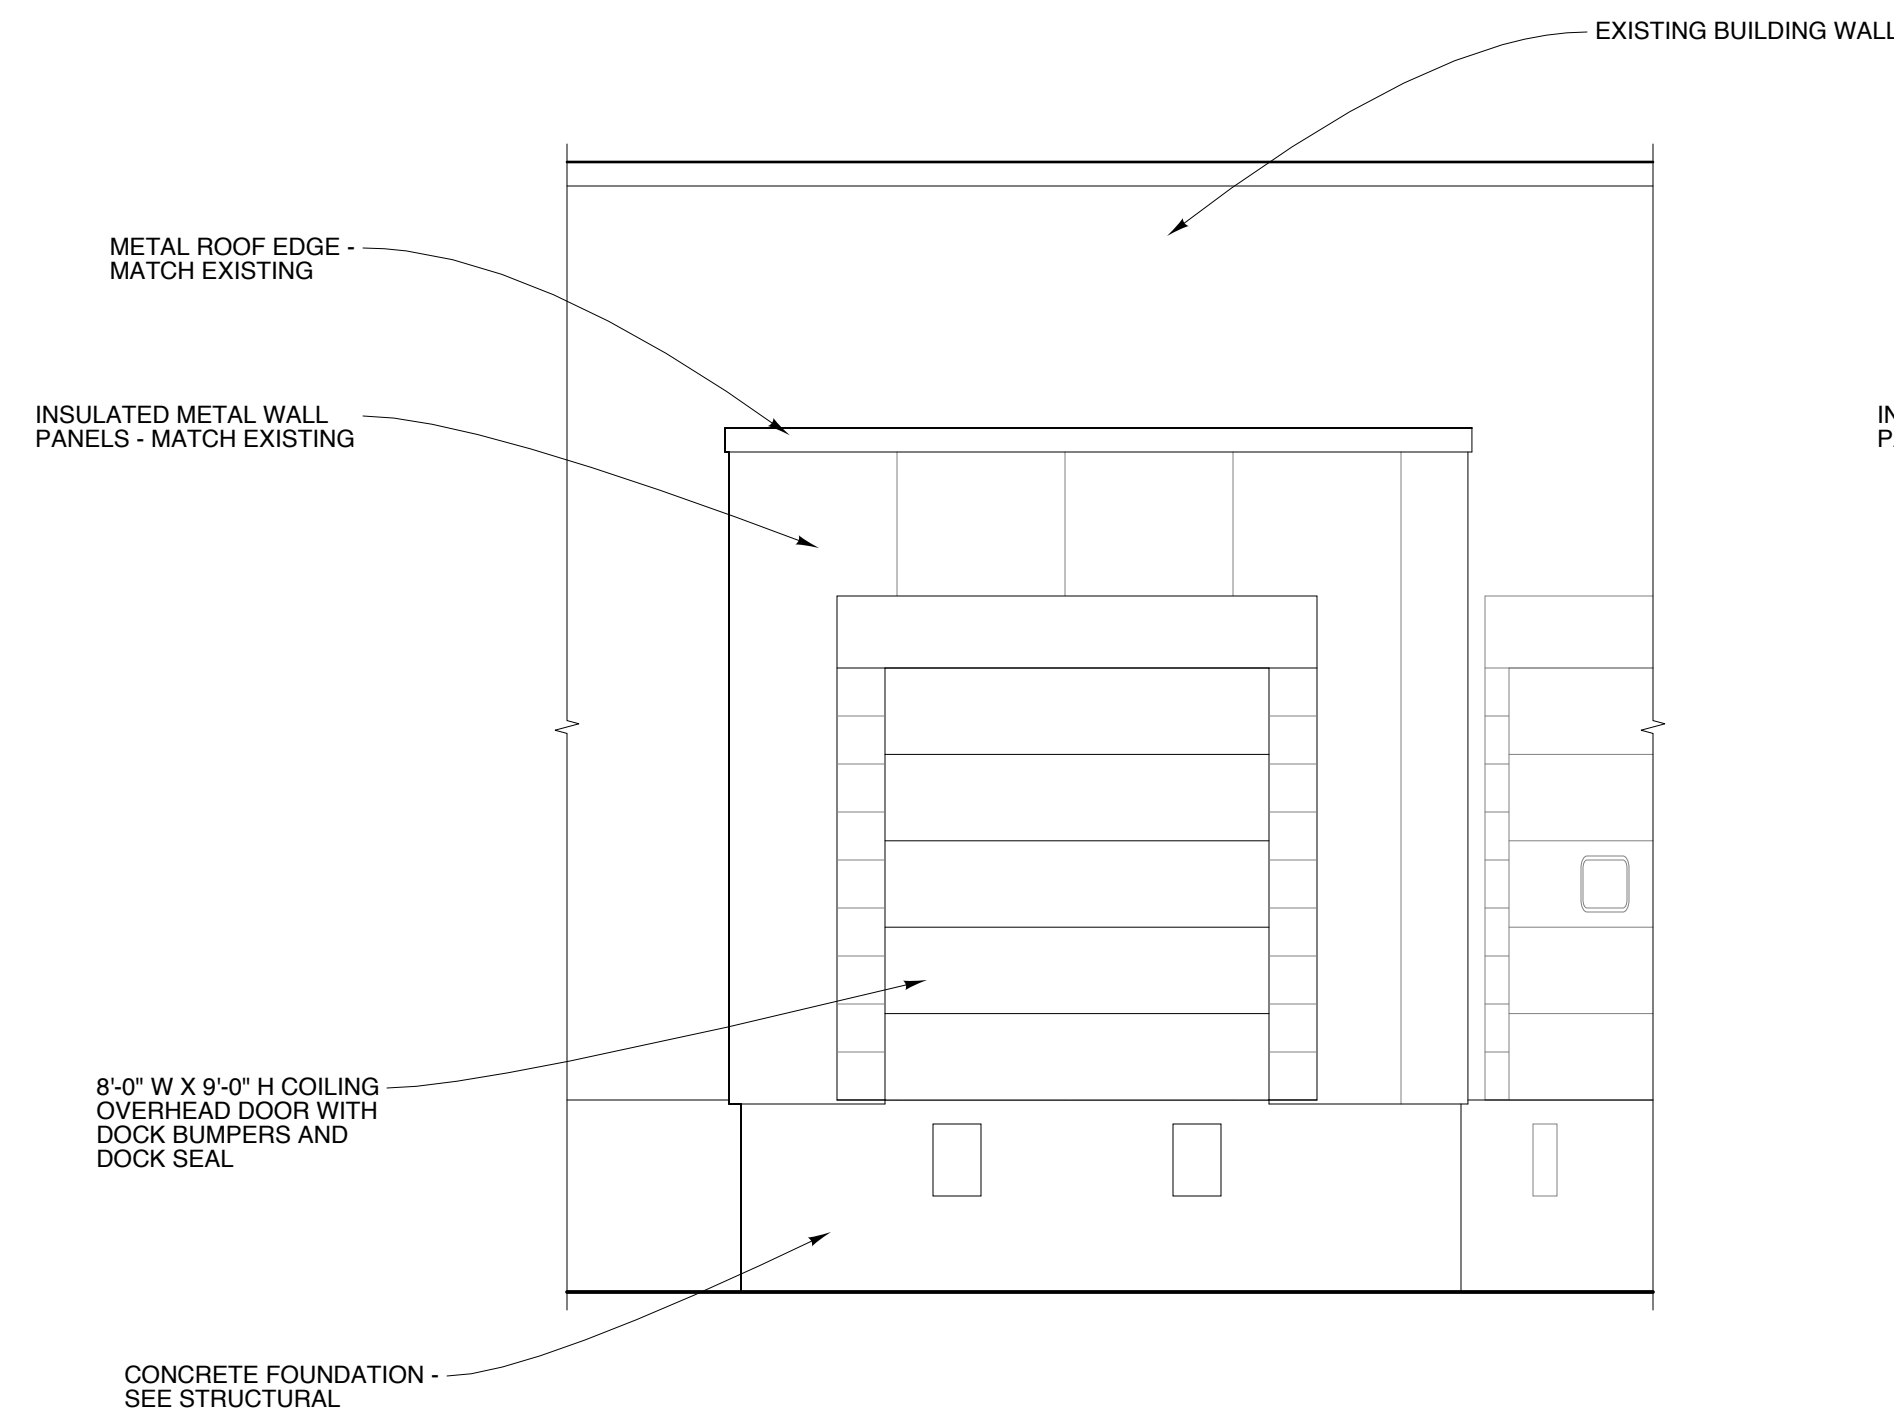 EXISTING BUILDING WALL
METAL ROOF EDGE -
MATCH EXISTING
INSULATED METAL WALL
PANELS - MATCH EXISTING
8'-0" W X 9'-0" H COILING
OVERHEAD DOOR WITH
DOCK BUMPERS AND
DOCK SEAL
CONCRETE FOUNDATION -
SEE STRUCTURAL